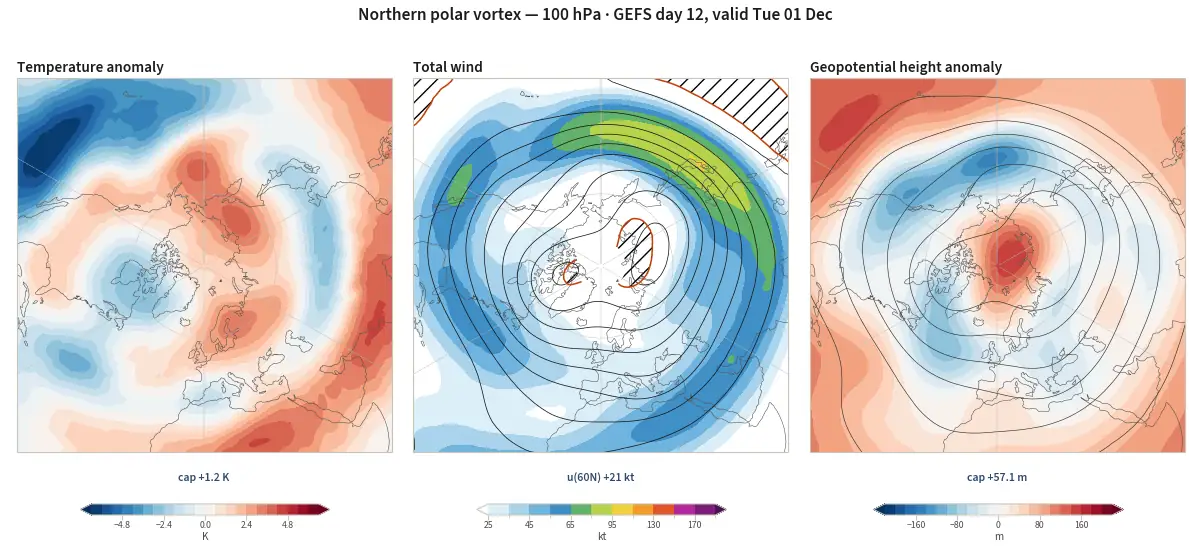 Northern polar vortex — 100 hPa · GEFS day 12, valid Tue 01 Dec
Temperature anomaly
Total wind
Geopotential height anomaly
cap +1.2 K
u(60N) +21 kt
cap +57.1 m
−4.8 −2.4 0.0 2.4 4.8
K
25 45 65 95 130 170
kt
−160 −80 0 80 160
m